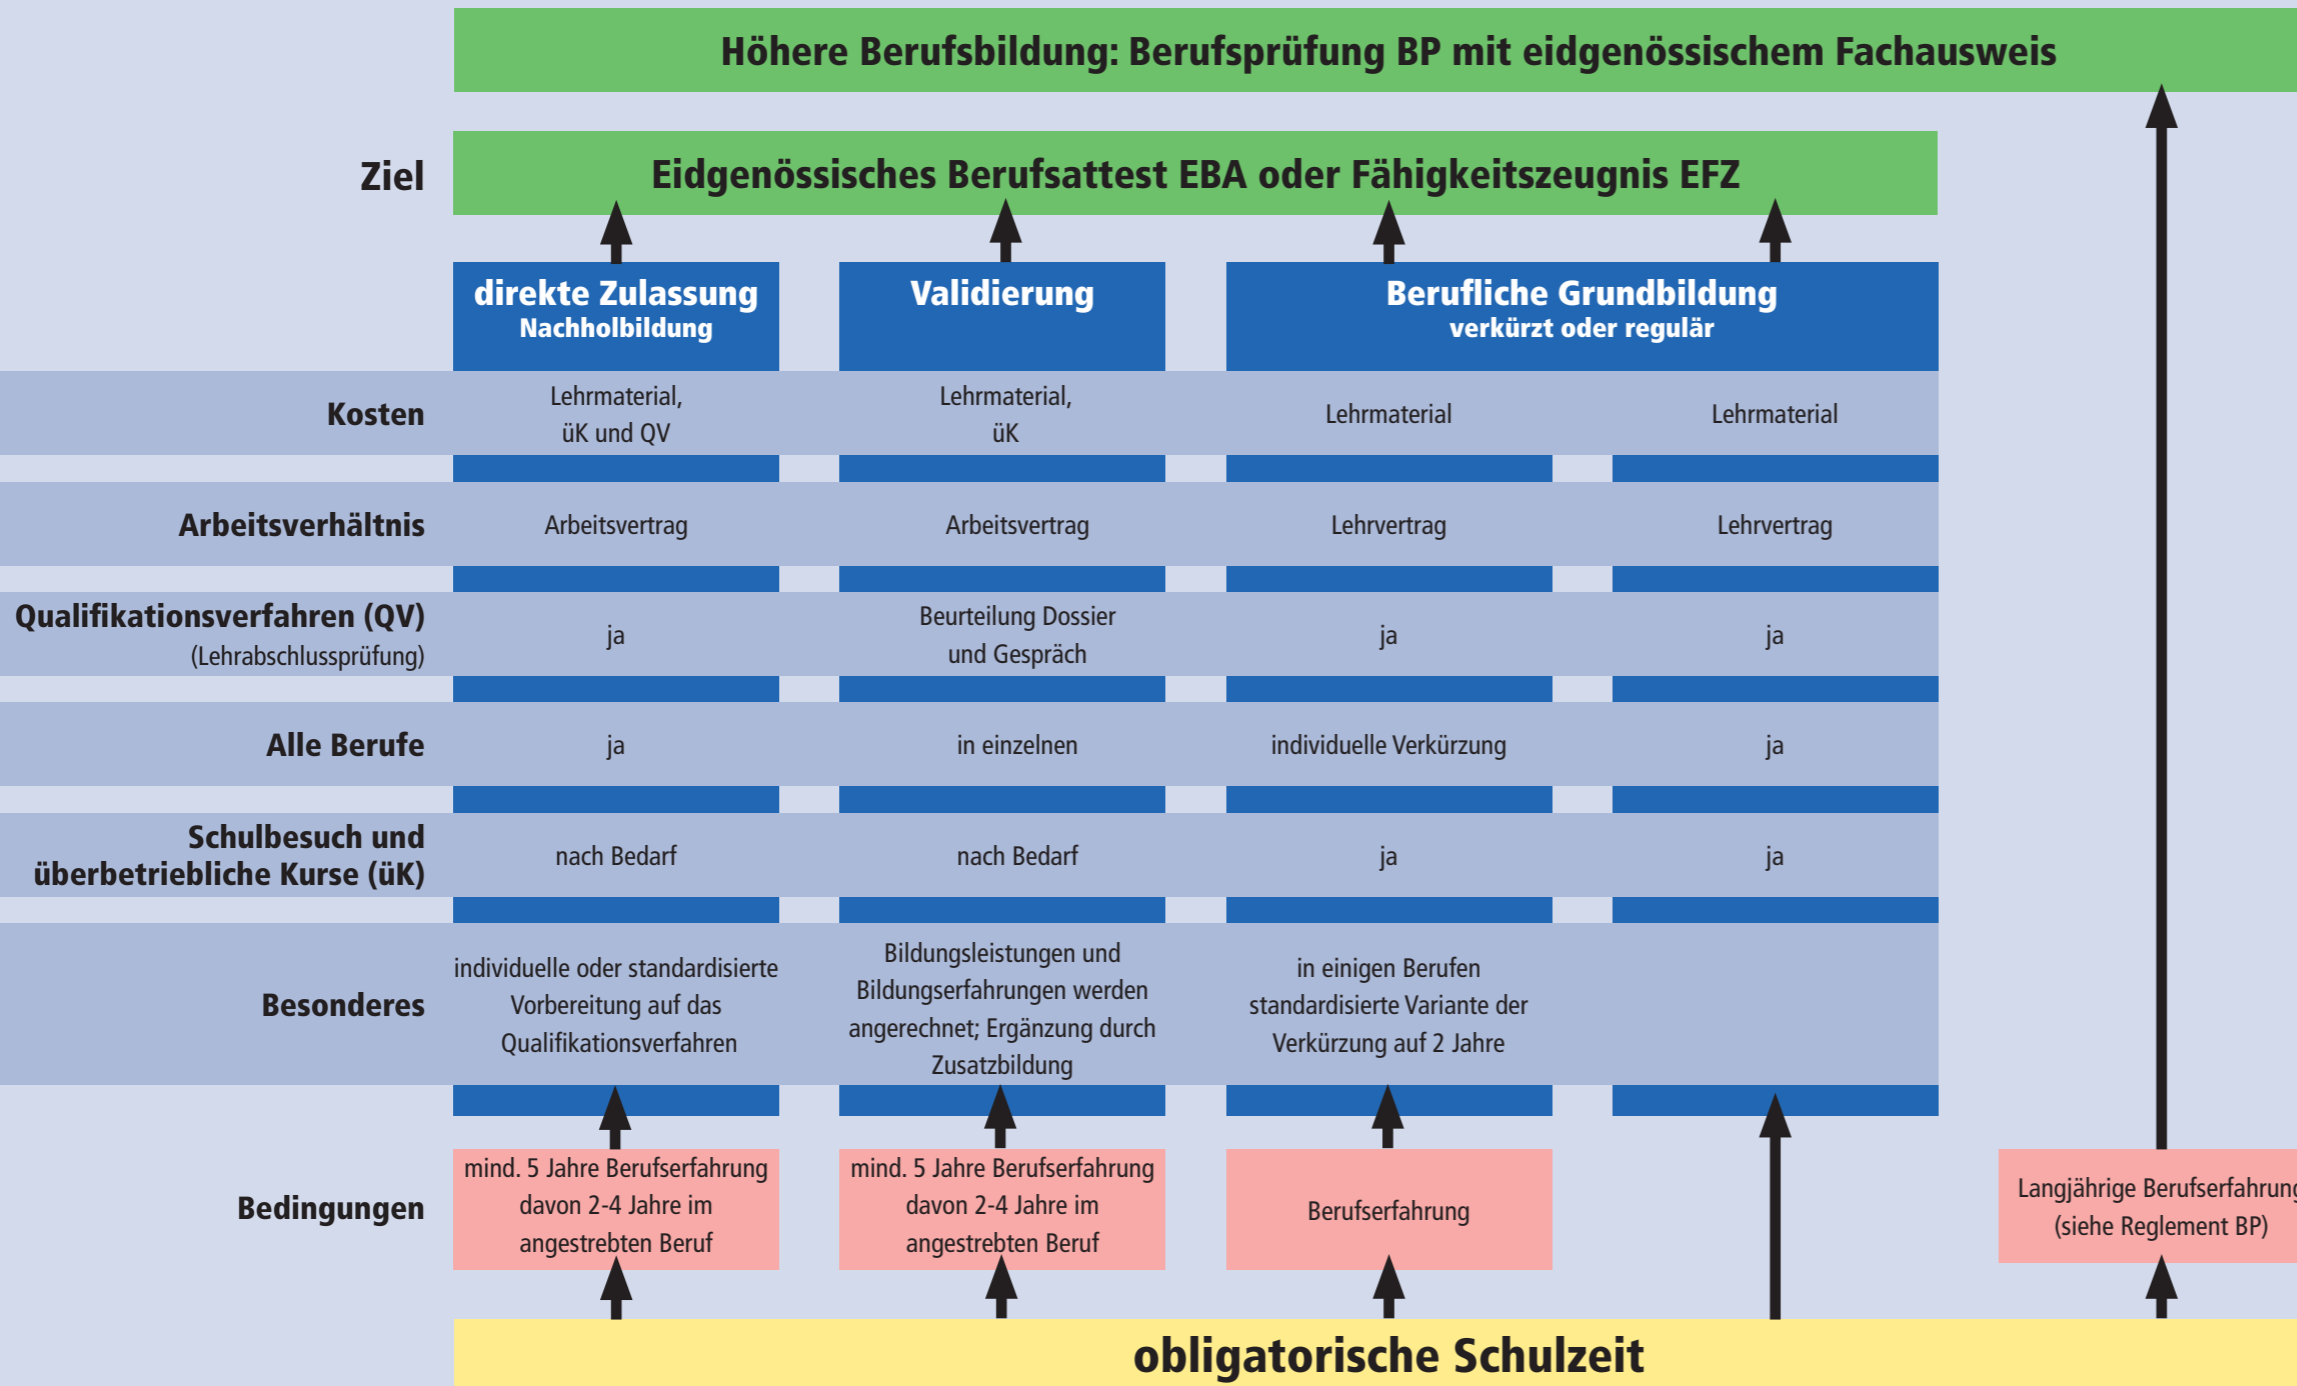 Höhere Berufsbildung: Berufsprüfung BP mit eidgenössischem Fachausweis
Ziel
Eidgenössisches Berufsattest EBA oder Fähigkeitszeugnis EFZ
direkte Zulassung
Nachholbildung
Validierung
Berufliche Grundbildung
verkürzt oder regulär
Kosten
Lehrmaterial,
üK und QV
Lehrmaterial,
üK
Lehrmaterial
Lehrmaterial
Arbeitsverhältnis
Arbeitsvertrag
Arbeitsvertrag
Lehrvertrag
Lehrvertrag
Qualifikationsverfahren (QV)
(Lehrabschlussprüfung)
ja
Beurteilung Dossier
und Gespräch
ja
ja
Alle Berufe
ja
in einzelnen
individuelle Verkürzung
ja
Schulbesuch und
überbetriebliche Kurse (üK)
nach Bedarf
nach Bedarf
ja
ja
Besonderes
individuelle oder standardisierte
Vorbereitung auf das
Qualifikationsverfahren
Bildungsleistungen und
Bildungserfahrungen werden
angerechnet; Ergänzung durch
Zusatzbildung
in einigen Berufen
standardisierte Variante der
Verkürzung auf 2 Jahre
Bedingungen
mind. 5 Jahre Berufserfahrung
davon 2-4 Jahre im
angestrebten Beruf
mind. 5 Jahre Berufserfahrung
davon 2-4 Jahre im
angestrebten Beruf
Berufserfahrung
Langjährige Berufserfahrung
(siehe Reglement BP)
obligatorische Schulzeit